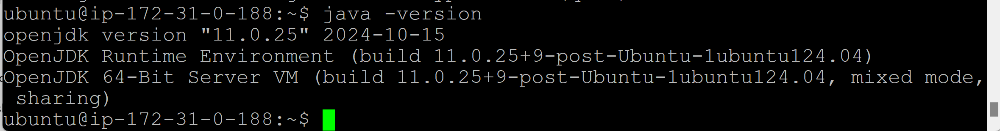 ubuntu@ip-172-31-0-188:~$ java -version
openjdk version "11.0.25" 2024-10-15
OpenJDK Runtime Environment (build 11.0.25+9-post-Ubuntu-1ubuntu124.04)
OpenJDK 64-Bit Server VM (build 11.0.25+9-post-Ubuntu-1ubuntu124.04, mixed mode,
 sharing)
ubuntu@ip-172-31-0-188:~$